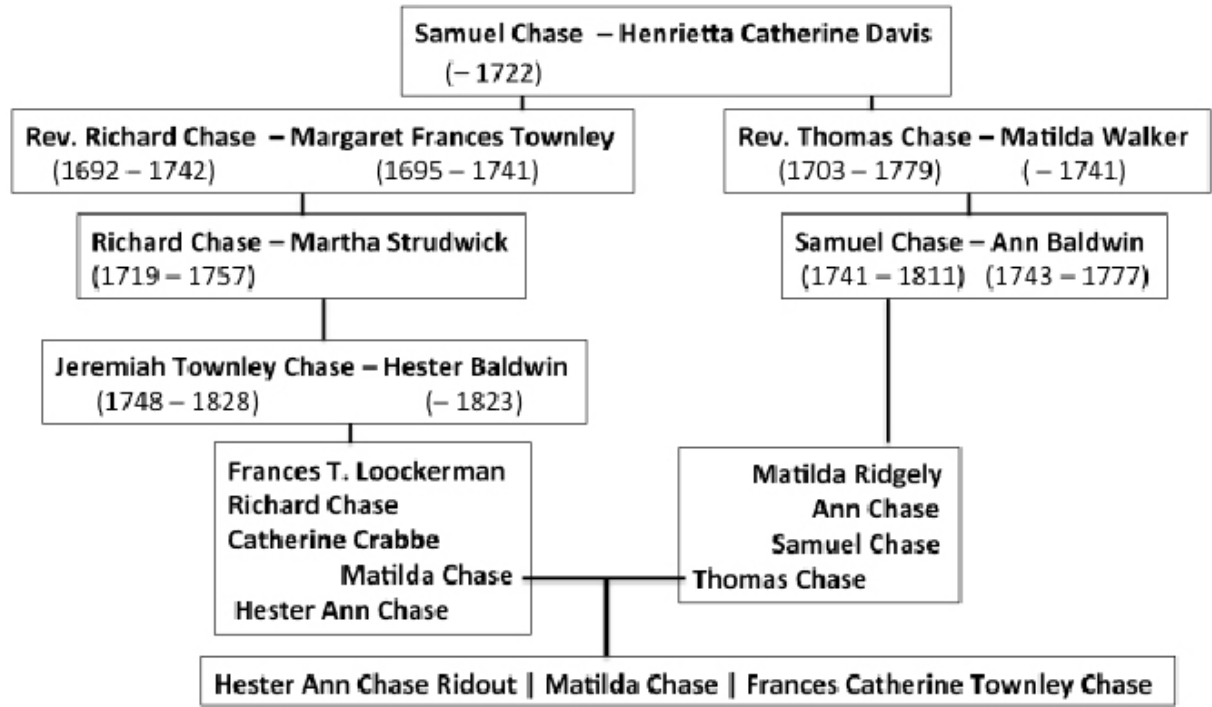 Samuel Chase – Henrietta Catherine Davis
(– 1722)
Rev. Richard Chase – Margaret Frances Townley
(1692 – 1742) (1695 – 1741)
Rev. Thomas Chase – Matilda Walker
(1703 – 1779) (– 1741)
Richard Chase – Martha Strudwick
(1719 – 1757)
Samuel Chase – Ann Baldwin
(1741 – 1811) (1743 – 1777)
Jeremiah Townley Chase – Hester Baldwin
(1748 – 1828) (– 1823)
Frances T. Loockerman
Richard Chase
Catherine Crabbe
Matilda Chase
Hester Ann Chase
Matilda Ridgely
Ann Chase
Samuel Chase
Thomas Chase
Hester Ann Chase Ridout | Matilda Chase | Frances Catherine Townley Chase